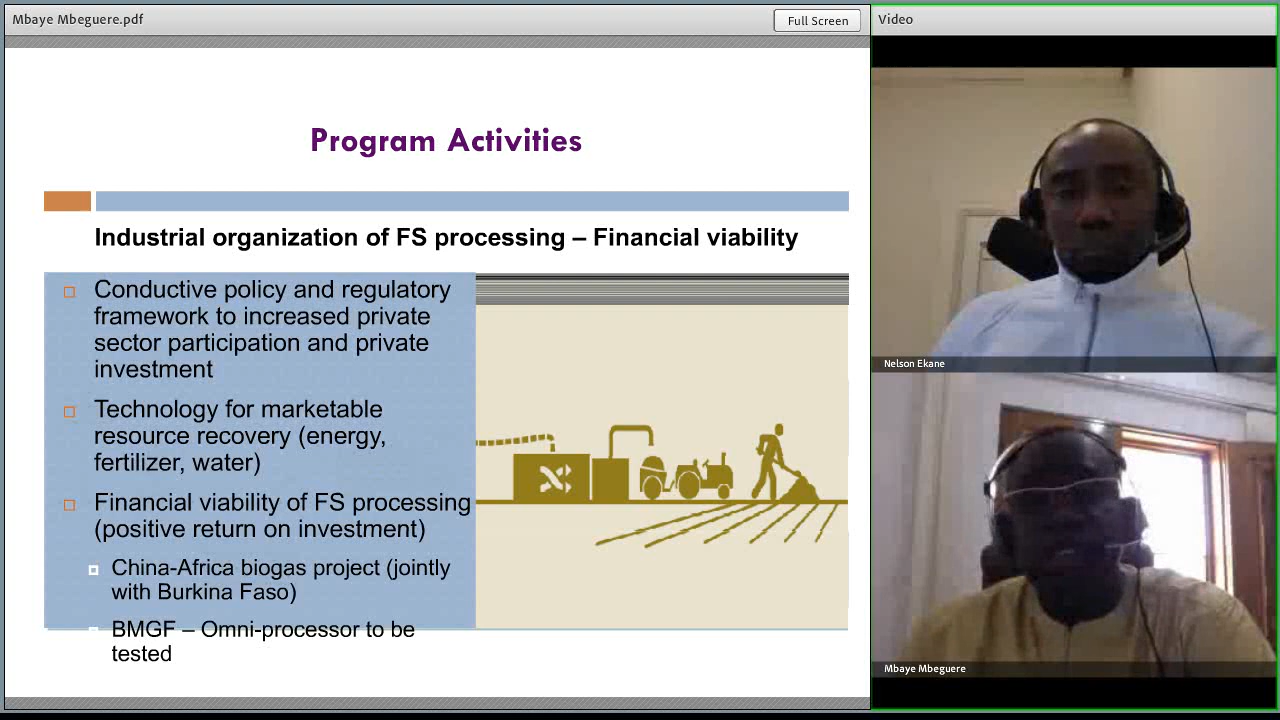 Mbaye Mbeguere.pdf
Full Screen
Video
Program Activities
Industrial organization of FS processing – Financial viability
Conductive policy and regulatory
framework to increased private
sector participation and private
investment
Technology for marketable
resource recovery (energy,
fertilizer, water)
Financial viability of FS processing
(positive return on investment)
China-Africa biogas project (jointly
with Burkina Faso)
BMGF – Omni-processor to be
tested
Nelson Ekane
Mbaye Mbeguere